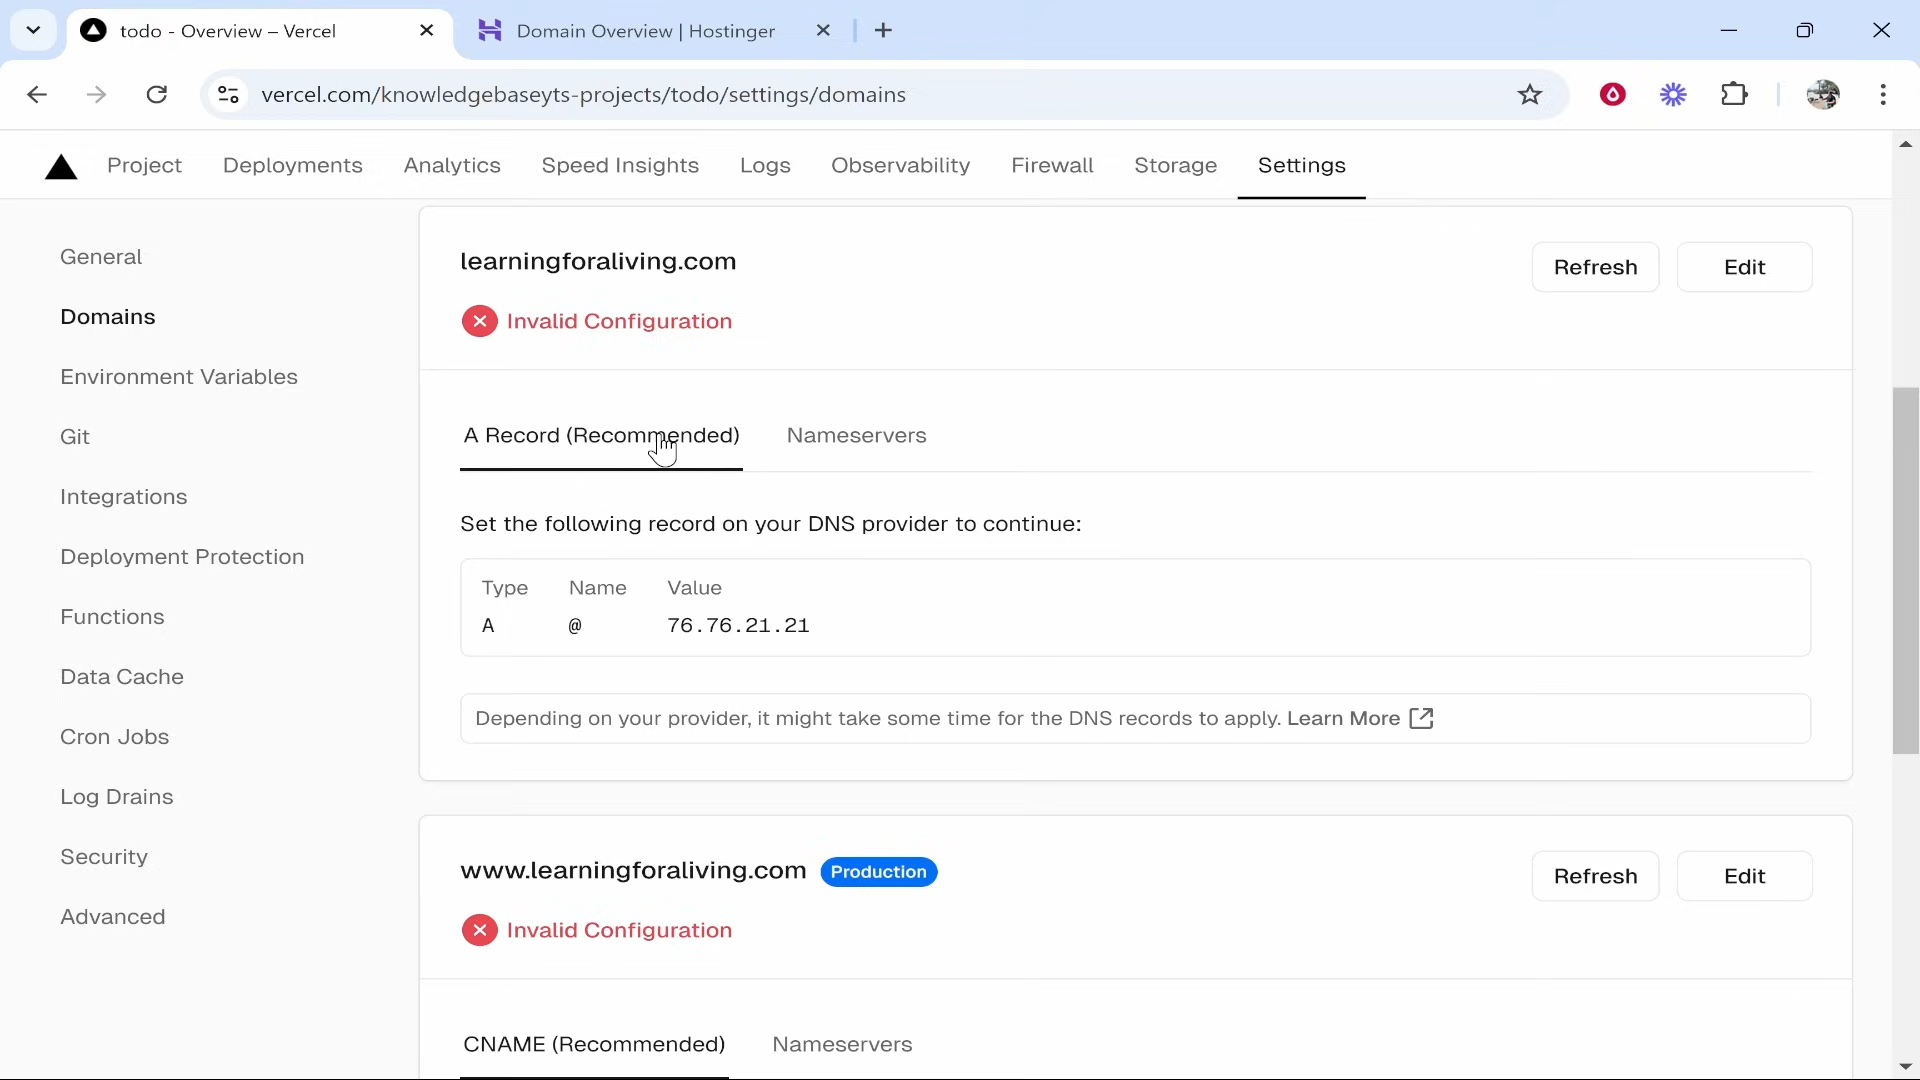 todo - Overview – Vercel
Domain Overview | Hostinger
vercel.com/knowledgebaseyts-projects/todo/settings/domains
Project Deployments Analytics Speed Insights Logs Observability Firewall Storage Settings
General
Domains
Environment Variables
Git
Integrations
Deployment Protection
Functions
Data Cache
Cron Jobs
Log Drains
Security
Advanced
learningforaliving.com
Refresh Edit
Invalid Configuration
A Record (Recommended) Nameservers
Set the following record on your DNS provider to continue:
Type Name Value
A @ 76.76.21.21
Depending on your provider, it might take some time for the DNS records to apply. Learn More
www.learningforaliving.com Production
Refresh Edit
Invalid Configuration
CNAME (Recommended) Nameservers